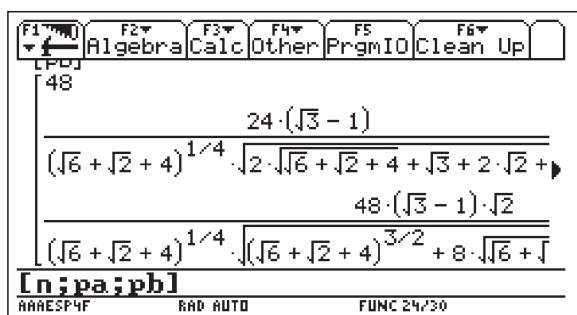 F1 F2 F3 F4 F5 F6
Algebra Calc Other PrgmIO Clean Up
[pb]
[48
24·(√3 − 1)
(√6 + √2 + 4)^1/4 ·√2·√√6 + √2 + 4 + √3 + 2·√2 +
48·(√3 − 1)·√2
(√6 + √2 + 4)^1/4 ·√(√6 + √2 + 4)^3/2 + 8·√√6 + √
[n;pa;pb]
AAAESP4F RAD AUTO FUNC 24/30